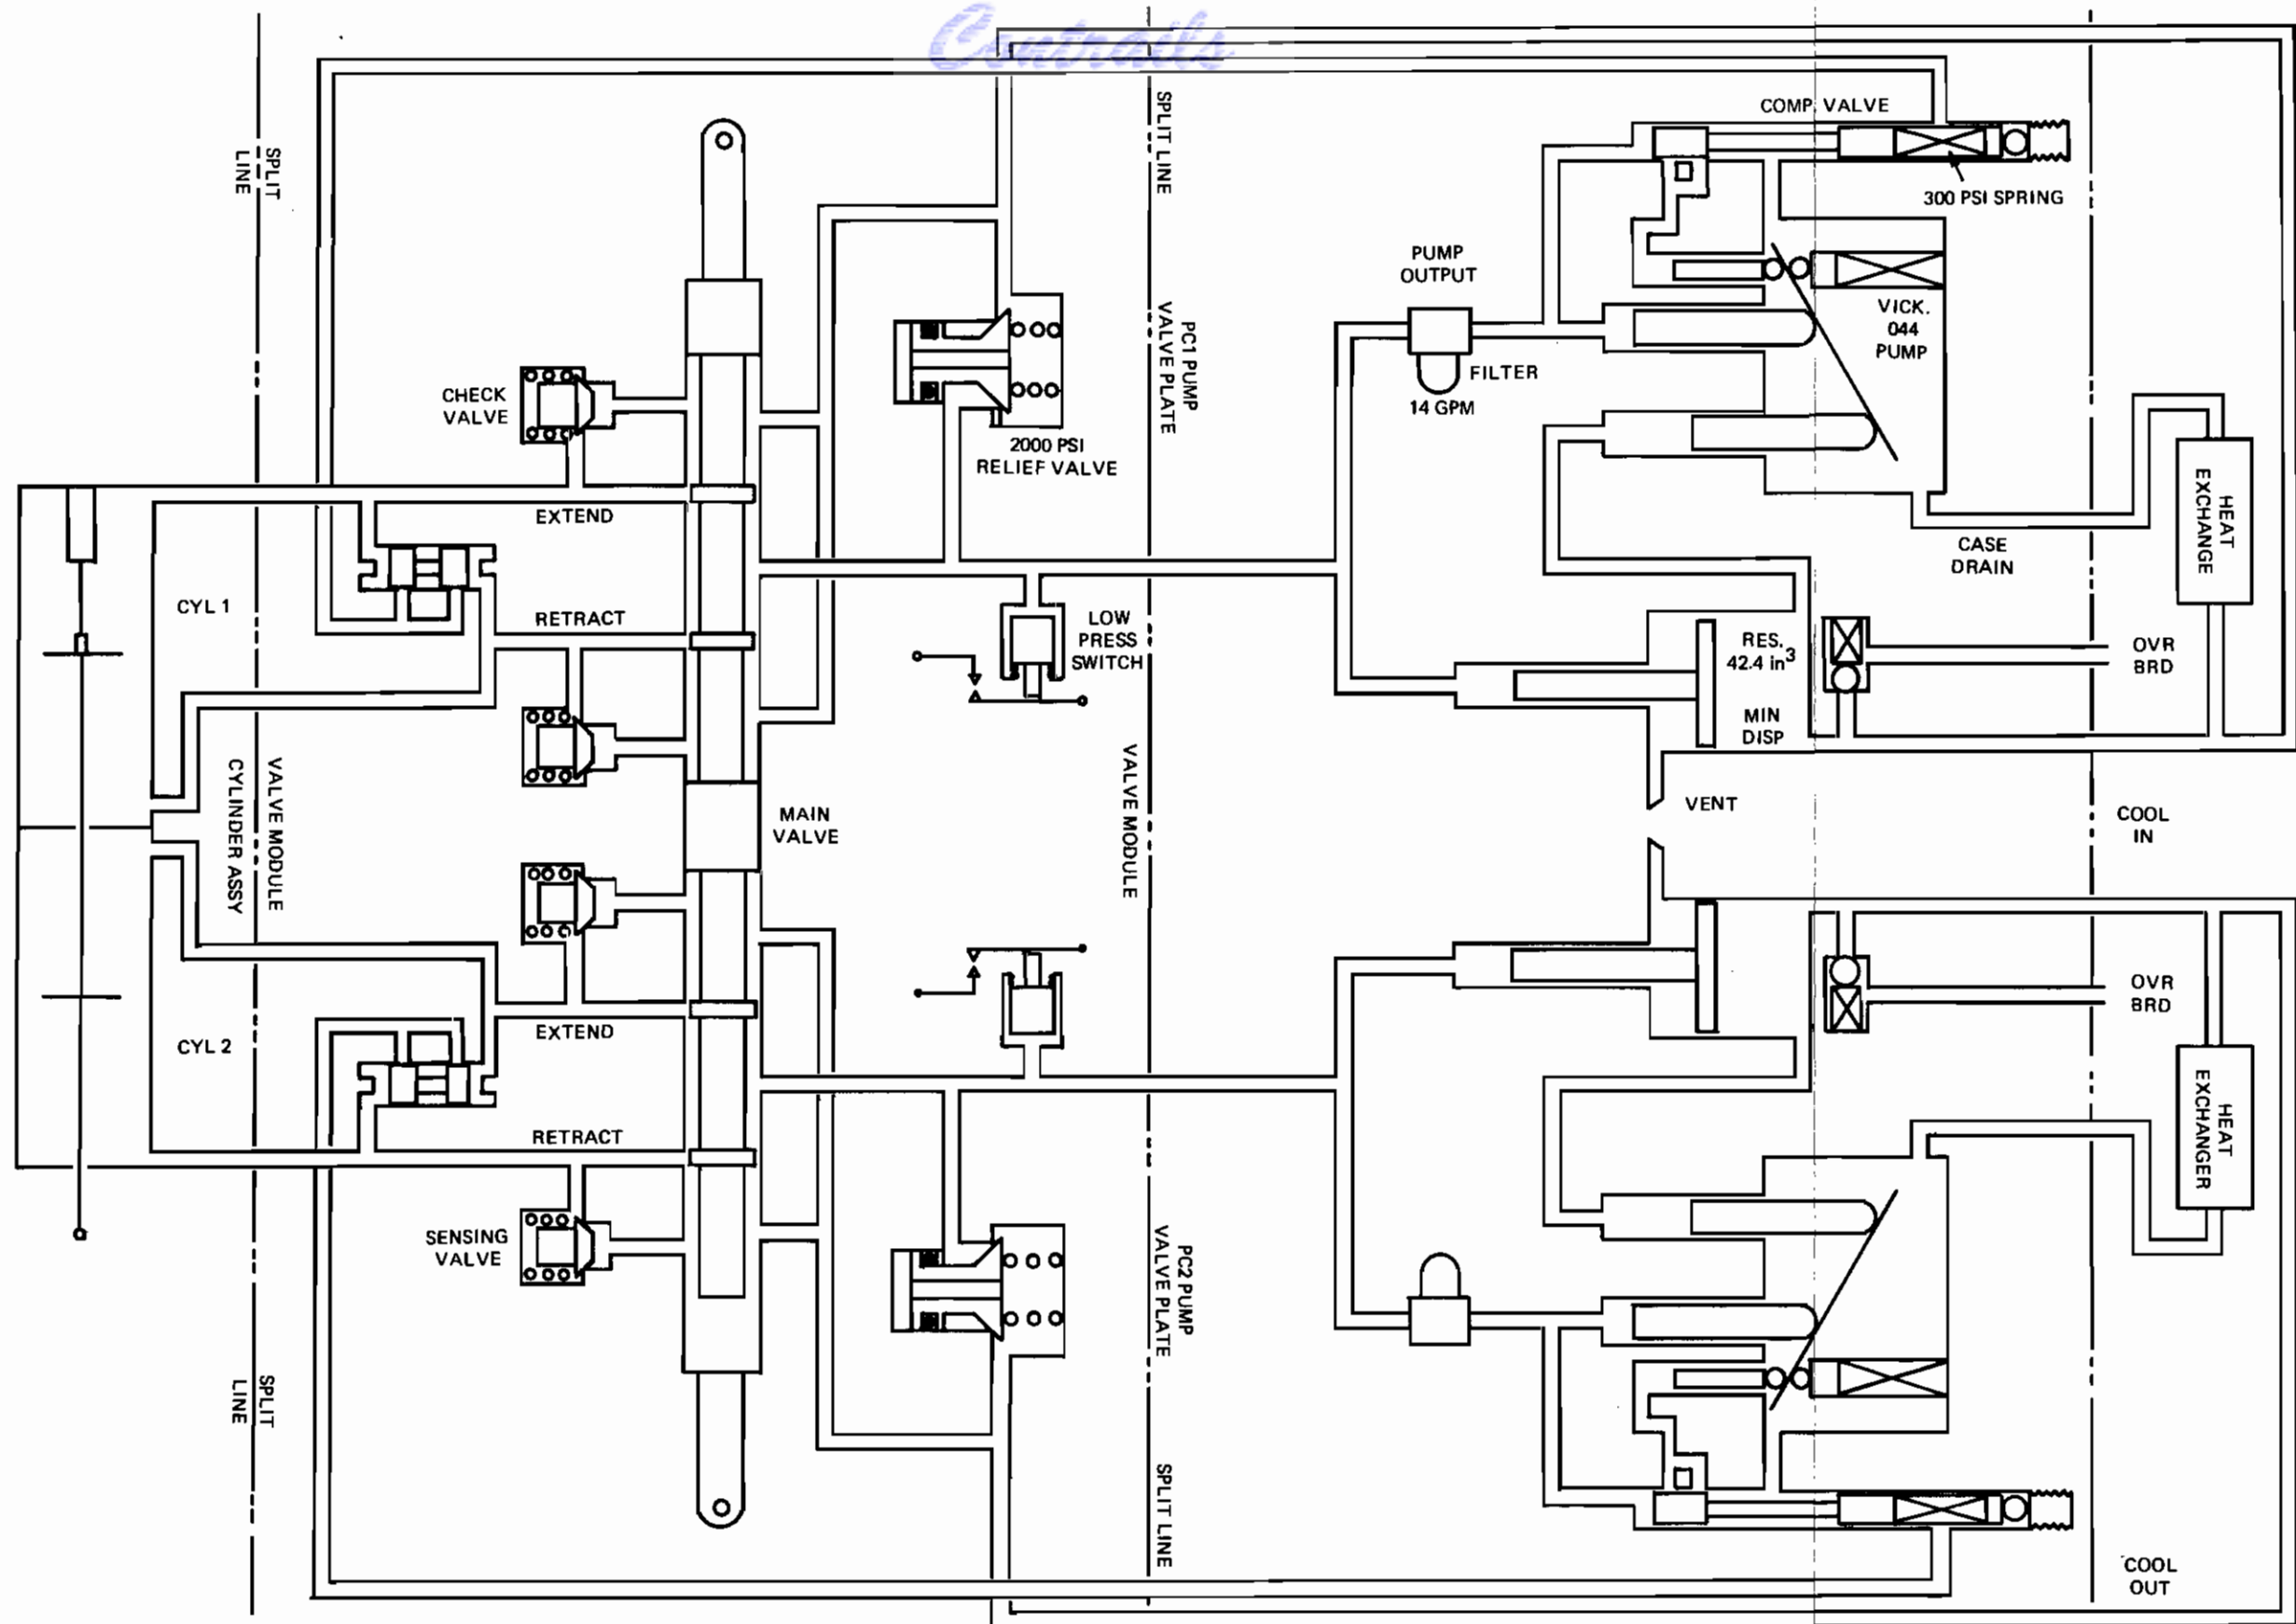 Contrails
SPLIT LINE
SPLIT LINE
COMP. VALVE
300 PSI SPRING
PUMP
OUTPUT
VICK.
044
PUMP
PC1 PUMP
VALVE PLATE
FILTER
14 GPM
CHECK
VALVE
2000 PSI
RELIEF VALVE
HEAT
EXCHANGE
EXTEND
CASE
DRAIN
CYL 1
RETRACT
LOW
PRESS
SWITCH
RES.
42.4 in³
OVR
BRD
MIN
DISP
VALVE MODULE
CYLINDER ASSY
MAIN
VALVE
VALVE MODULE
VENT
COOL
IN
OVR
BRD
EXTEND
CYL 2
HEAT
EXCHANGER
RETRACT
SENSING
VALVE
PC2 PUMP
VALVE PLATE
SPLIT
LINE
SPLIT LINE
COOL
OUT